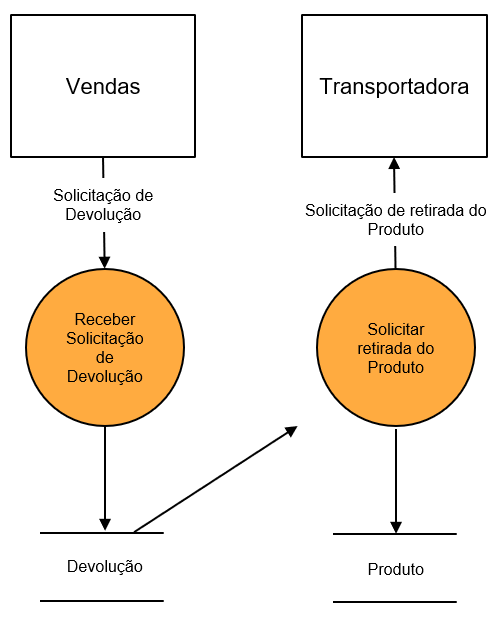 Vendas
Transportadora
Solicitação de
Devolução
Solicitação de retirada do
Produto
Receber
Solicitação
de
Devolução
Solicitar
retirada do
Produto
Devolução
Produto